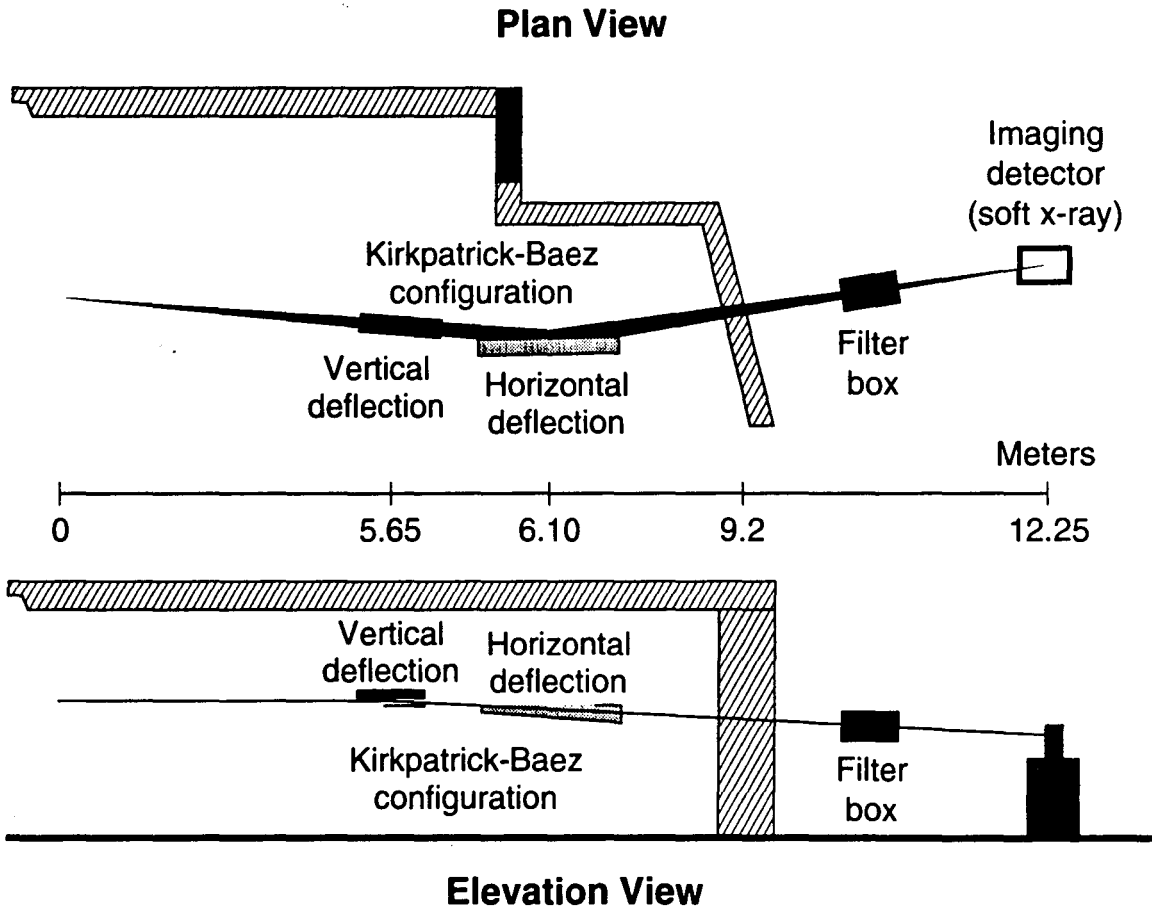 Plan View
Imaging
detector
(soft x-ray)
Kirkpatrick-Baez
configuration
Vertical
deflection
Horizontal
deflection
Filter
box
Meters
0
5.65
6.10
9.2
12.25
Vertical
deflection
Horizontal
deflection
Kirkpatrick-Baez
configuration
Filter
box
Elevation View